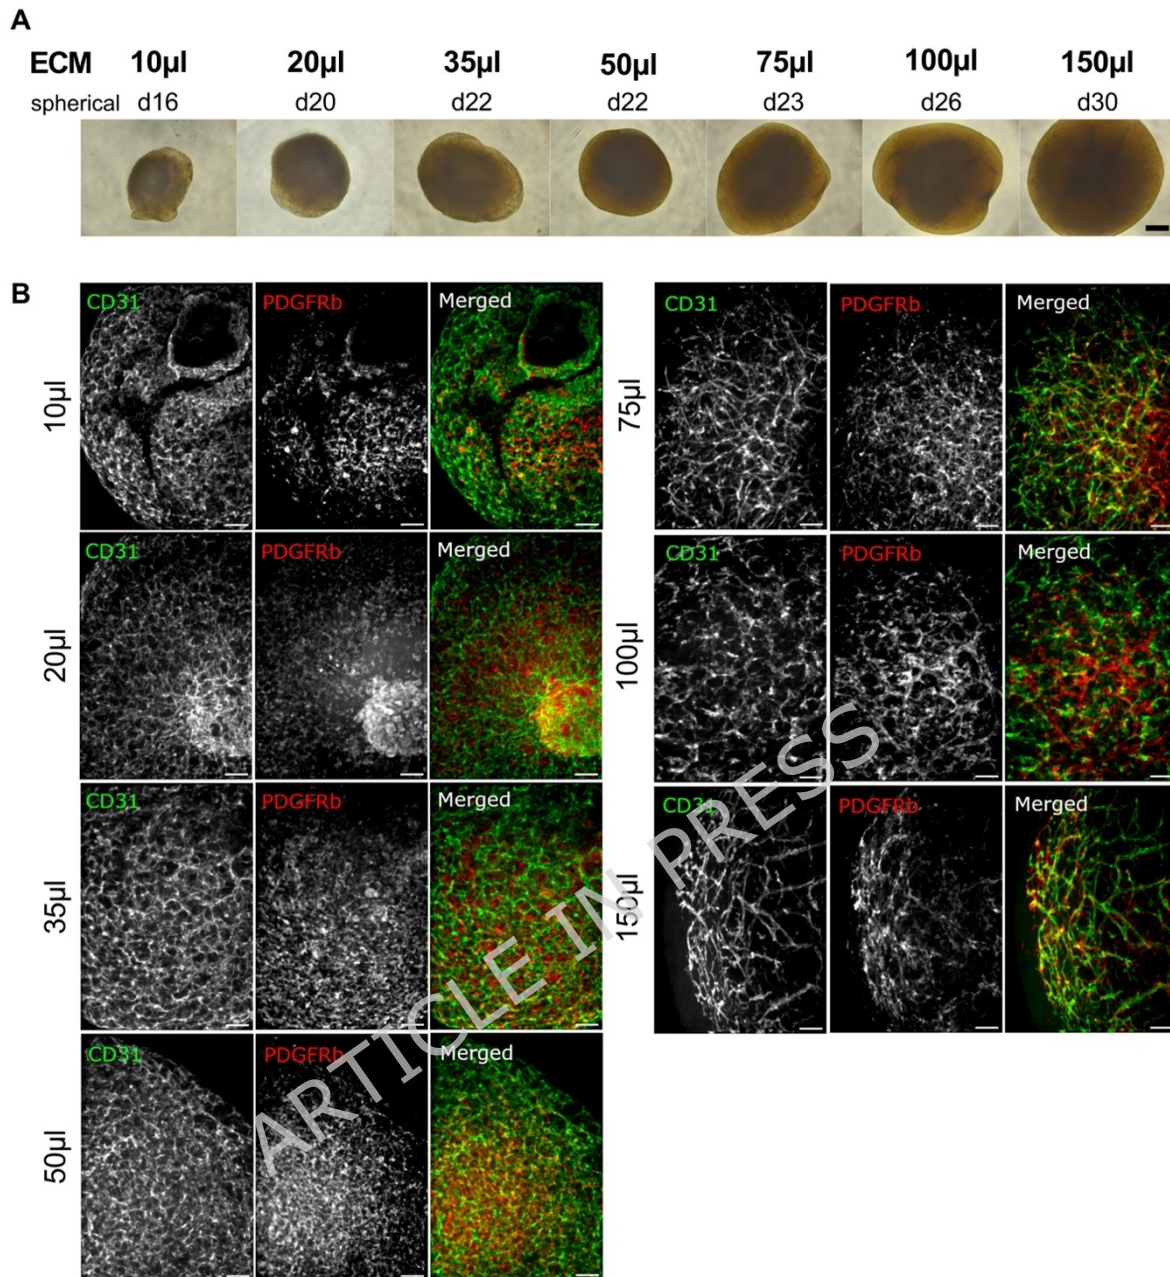 A
ECM 10µl 20µl 35µl 50µl 75µl 100µl 150µl
spherical d16 d20 d22 d22 d23 d26 d30
B
10µl CD31 PDGFRb Merged
20µl CD31 PDGFRb Merged
35µl CD31 PDGFRb Merged
50µl CD31 PDGFRb Merged
75µl CD31 PDGFRb Merged
100µl CD31 PDGFRb Merged
150µl CD31 PDGFRb Merged
ARTICLE IN PRESS